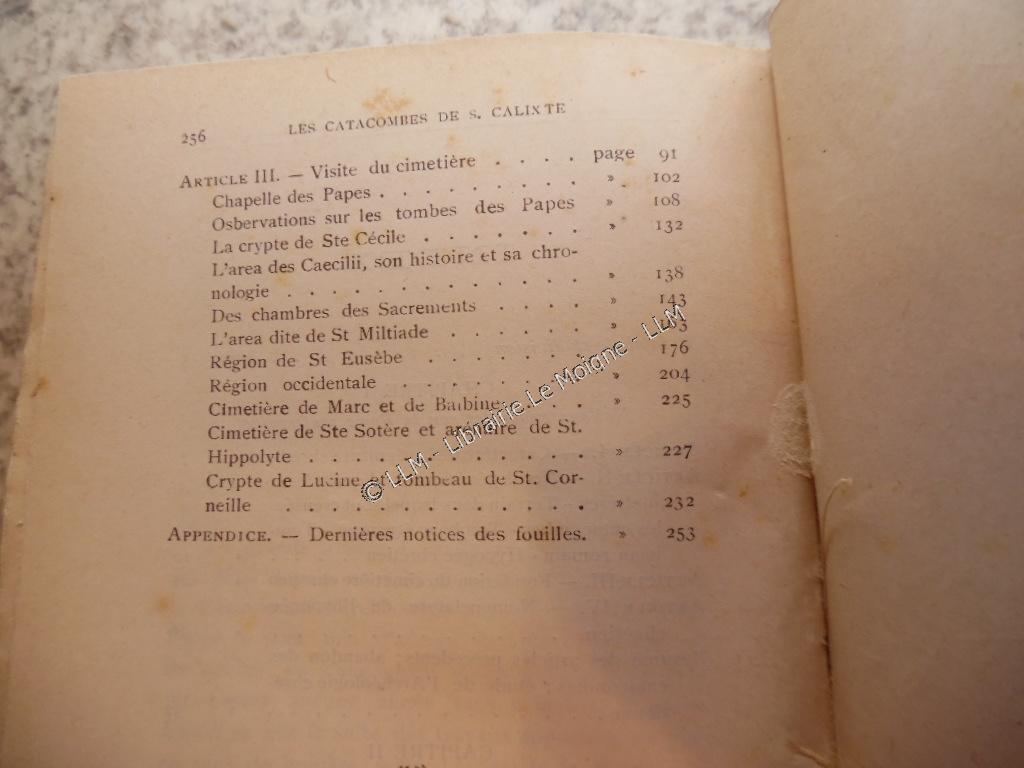 256 LES CATACOMBES DE S. CALIXTE
ARTICLE III. — Visite du cimetière . . . . page 91
Chapelle des Papes . . . . . . . . . » 102
Osbervations sur les tombes des Papes » 108
La crypte de Ste Cécile . . . . . . . » 132
L'area des Caecilii, son histoire et sa chro-
nologie . . . . . . . . . . . . . » 138
Des chambres des Sacrements . . . . » 143
L'area dite de St Miltiade . . . . . . »
Région de St Eusèbe . . . . . . . » 176
Région occidentale . . . . . . . . » 204
Cimetière de Marc et de Balbine . . . . » 225
Cimetière de Ste Sotère et arénaire de St.
Hippolyte . . . . . . . . . . . . » 227
Crypte de Lucine et tombeau de St. Cor-
neille . . . . . . . . . . . . . » 232
APPENDICE. — Dernières notices des fouilles. » 253
© LLM - Librairie Le Moigne - LLM